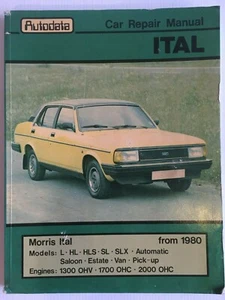 Autodata
Car Repair Manual
ITAL
Morris Ital from 1980
Models: L · HL · HLS · SL · SLX · Automatic
Saloon · Estate · Van · Pick-up
Engines: 1300 OHV · 1700 OHC · 2000 OHC